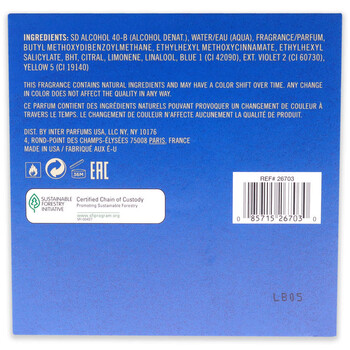 INGREDIENTS: SD ALCOHOL 40-B (ALCOHOL DENAT.), WATER/EAU (AQUA), FRAGRANCE/PARFUM,
BUTYL METHOXYDIBENZOYLMETHANE, ETHYLHEXYL METHOXYCINNAMATE, ETHYLHEXYL
SALICYLATE, BHT, CITRAL, LIMONENE, LINALOOL, BLUE 1 (CI 42090), EXT. VIOLET 2 (CI 60730),
YELLOW 5 (CI 19140)
THIS FRAGRANCE CONTAINS NATURAL INGREDIENTS AND MAY HAVE A COLOR SHIFT OVER TIME. ANY CHANGE
IN COLOR DOES NOT AFFECT THE QUALITY IN ANY WAY.
CE PARFUM CONTIENT DES INGRÉDIENTS NATURELS POUVANT PROVOQUER UN CHANGEMENT DE COULEUR À
TRAVERS LE TEMPS. LE CHANGEMENT DE COULEUR N'AFFECTE AUCUNEMENT LA QUALITÉ DU PRODUIT.
DIST. BY INTER PARFUMS USA, LLC NY, NY 10176
4, ROND-POINT DES CHAMPS-ÉLYSÉES 75008 PARIS, FRANCE
MADE IN USA / FABRIQUÉ AUX É-U
36M EAC
REF# 26703
0 85715 26703 0
SUSTAINABLE
FORESTRY
INITIATIVE
Certified Chain of Custody
Promoting Sustainable Forestry
www.sfiprogram.org
LB05